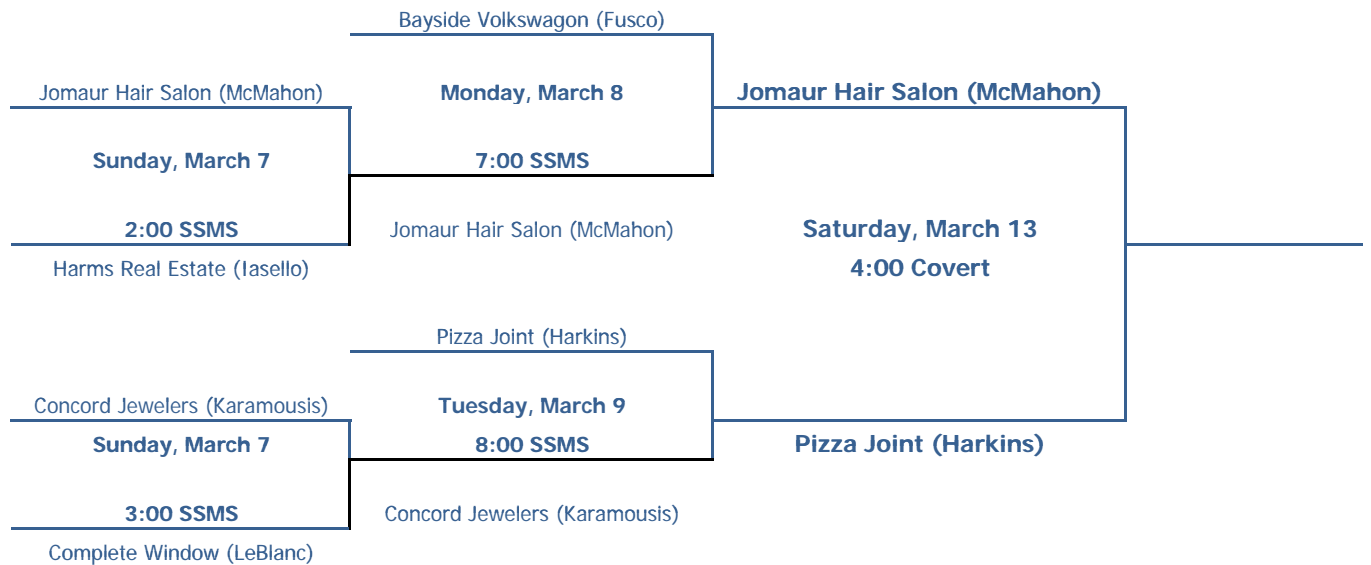 Bayside Volkswagon (Fusco)
Jomaur Hair Salon (McMahon)
Monday, March 8
Jomaur Hair Salon (McMahon)
Sunday, March 7
7:00 SSMS
2:00 SSMS
Jomaur Hair Salon (McMahon)
Saturday, March 13
Harms Real Estate (Iasello)
4:00 Covert
Pizza Joint (Harkins)
Concord Jewelers (Karamousis)
Tuesday, March 9
Sunday, March 7
8:00 SSMS
Pizza Joint (Harkins)
3:00 SSMS
Concord Jewelers (Karamousis)
Complete Window (LeBlanc)